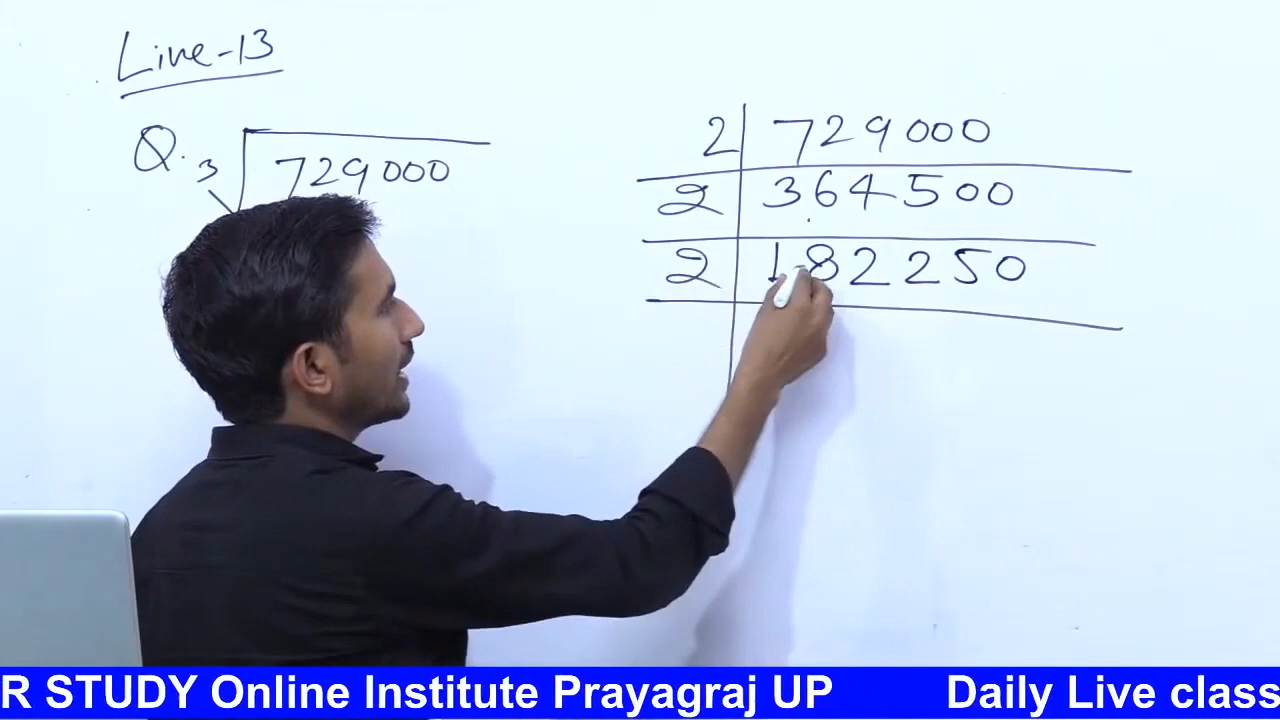 Live-13
Q. 3√729000
2 | 729000
2 | 364500
2 | 182250
R STUDY Online Institute Prayagraj UP Daily Live class